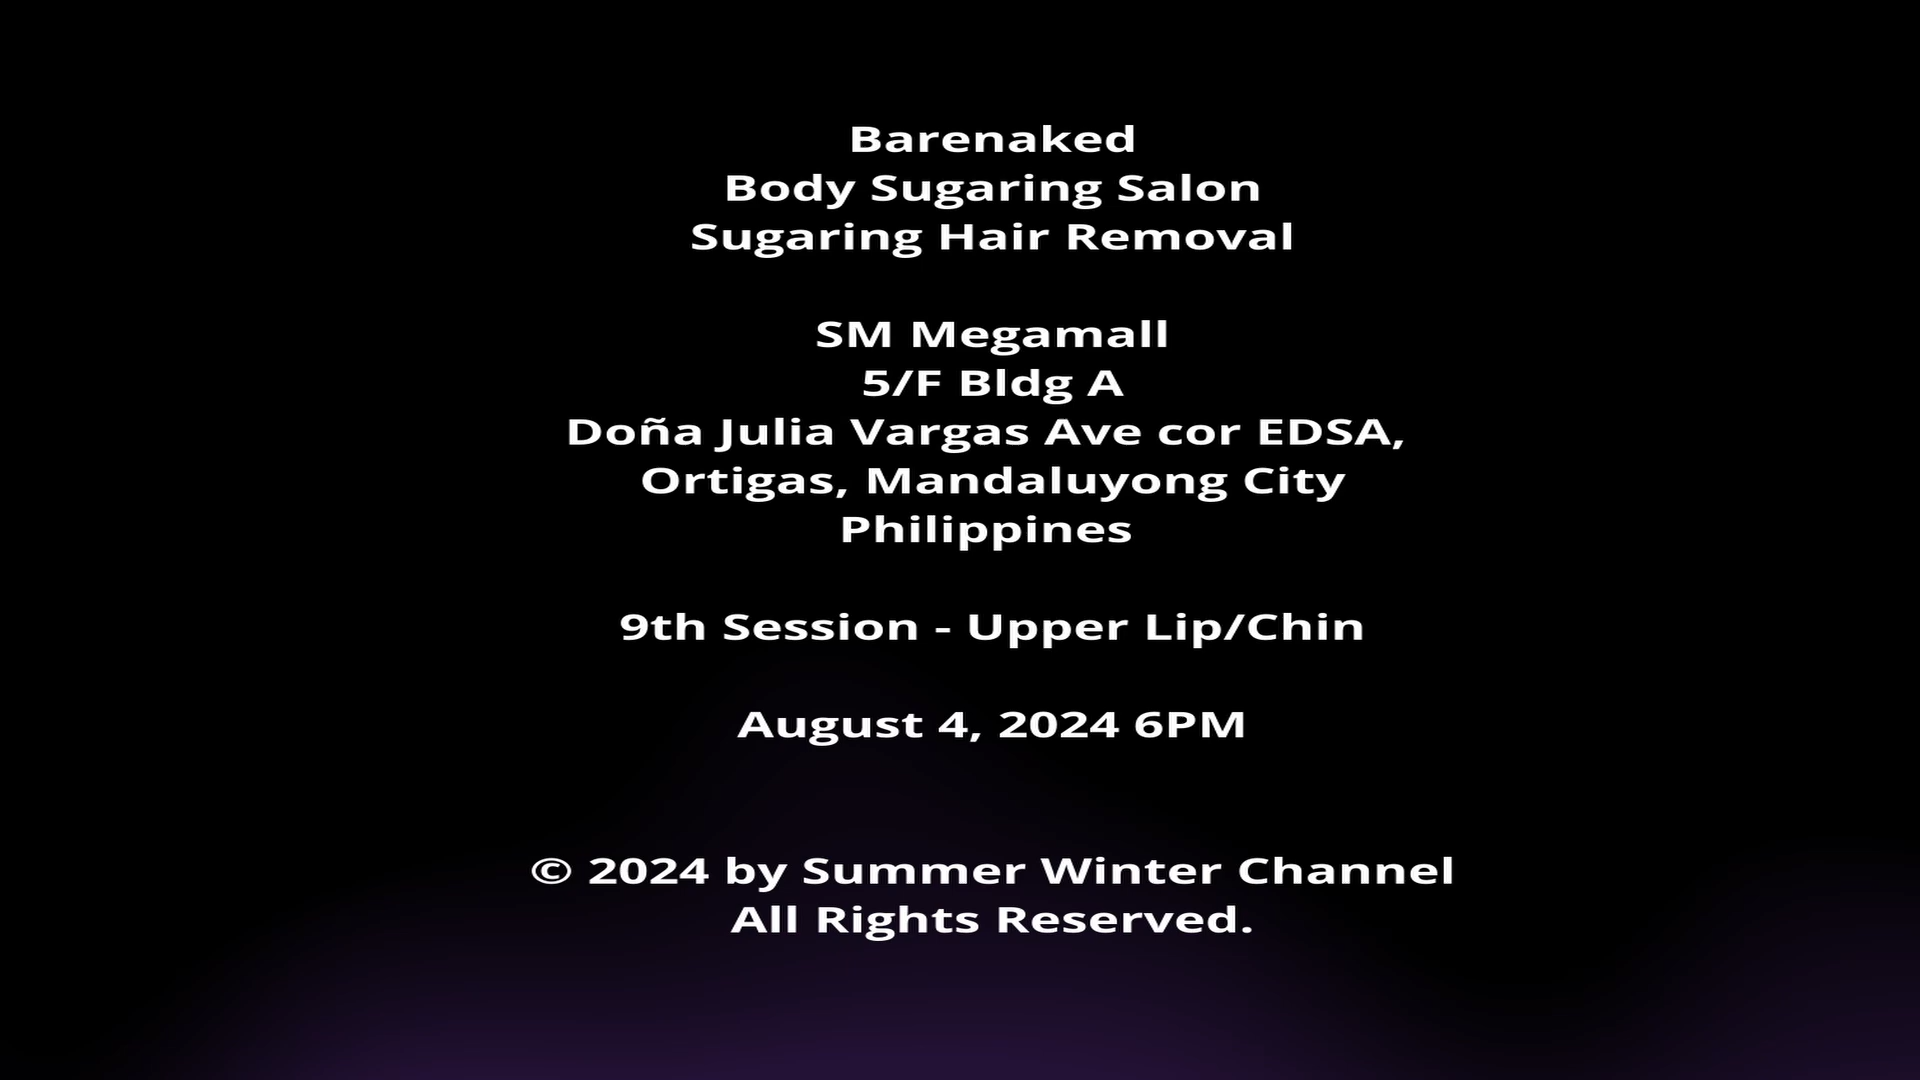 Barenaked
Body Sugaring Salon
Sugaring Hair Removal
SM Megamall
5/F Bldg A
Doña Julia Vargas Ave cor EDSA,
Ortigas, Mandaluyong City
Philippines
9th Session - Upper Lip/Chin
August 4, 2024 6PM
© 2024 by Summer Winter Channel
All Rights Reserved.